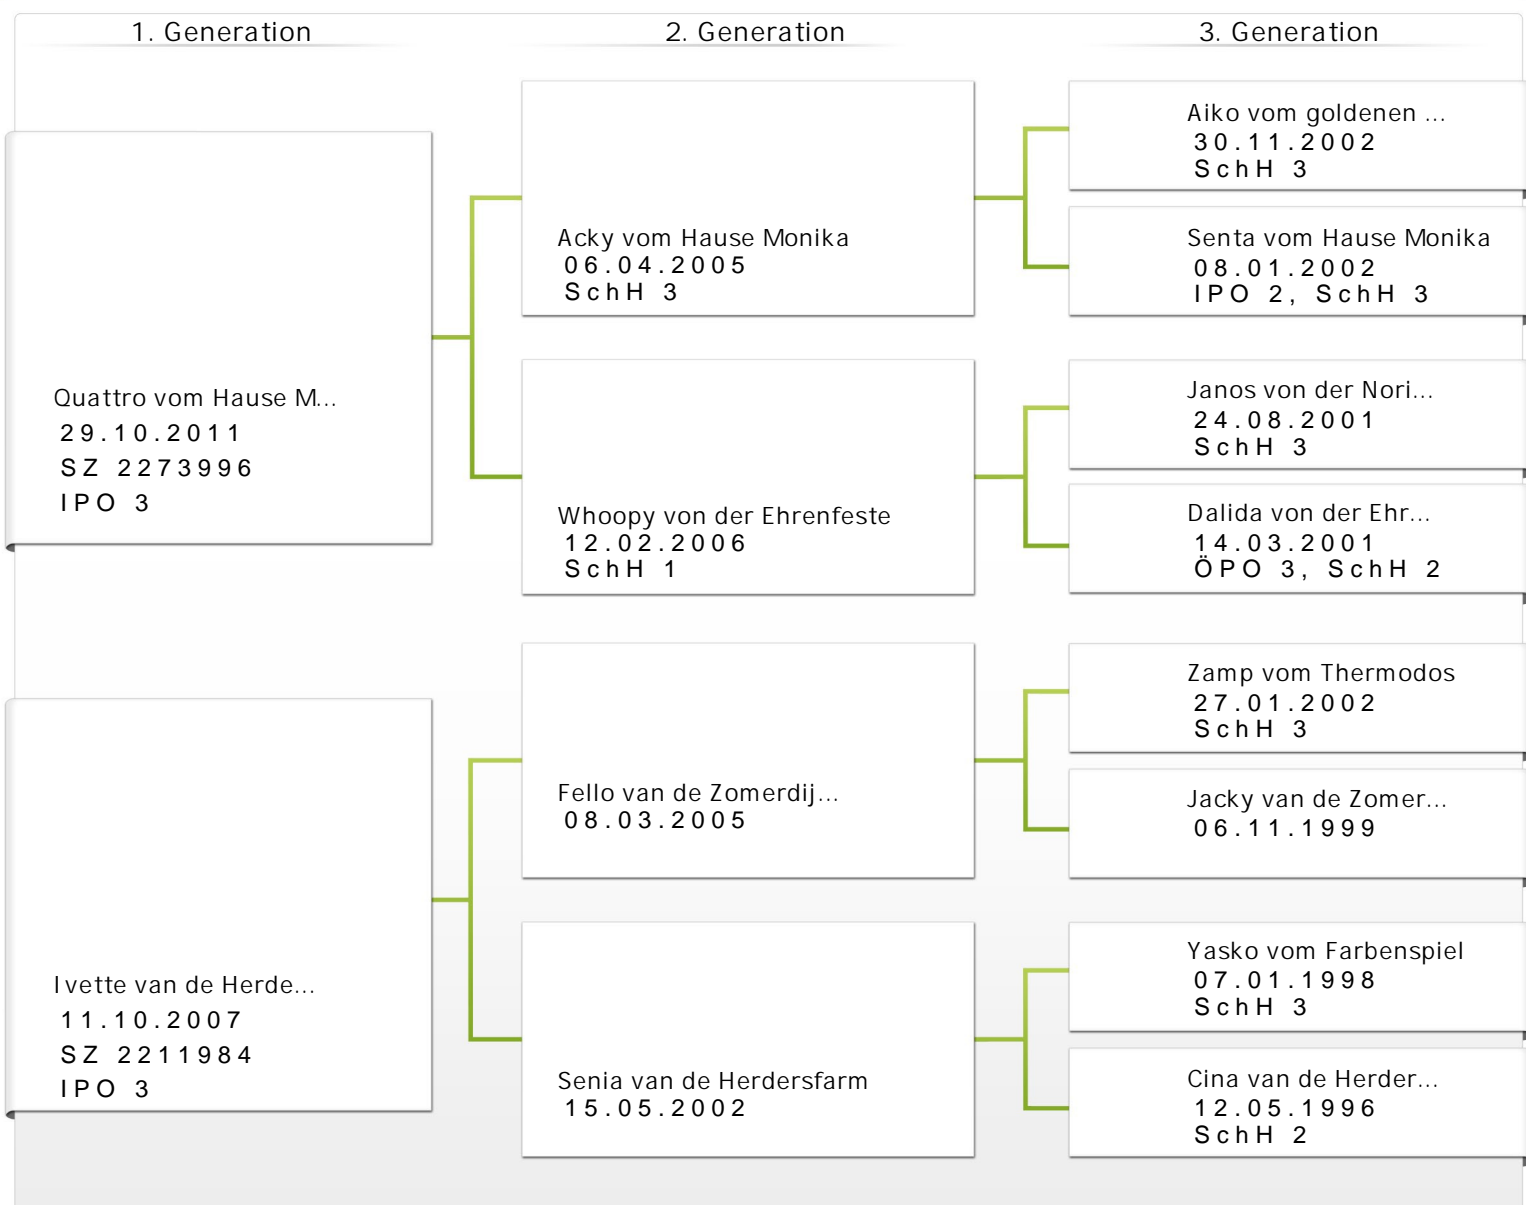 1. Generation
2. Generation
3. Generation
Quattro vom Hause M...
29.10.2011
SZ 2273996
IPO 3
Acky vom Hause Monika
06.04.2005
SchH 3
Aiko vom goldenen ...
30.11.2002
SchH 3
Senta vom Hause Monika
08.01.2002
IPO 2, SchH 3
Whoopy von der Ehrenfeste
12.02.2006
SchH 1
Janos von der Nori...
24.08.2001
SchH 3
Dalida von der Ehr...
14.03.2001
ÖPO 3, SchH 2
Ivette van de Herde...
11.10.2007
SZ 2211984
IPO 3
Fello van de Zomerdij...
08.03.2005
Zamp vom Thermodos
27.01.2002
SchH 3
Jacky van de Zomer...
06.11.1999
Senia van de Herdersfarm
15.05.2002
Yasko vom Farbenspiel
07.01.1998
SchH 3
Cina van de Herder...
12.05.1996
SchH 2